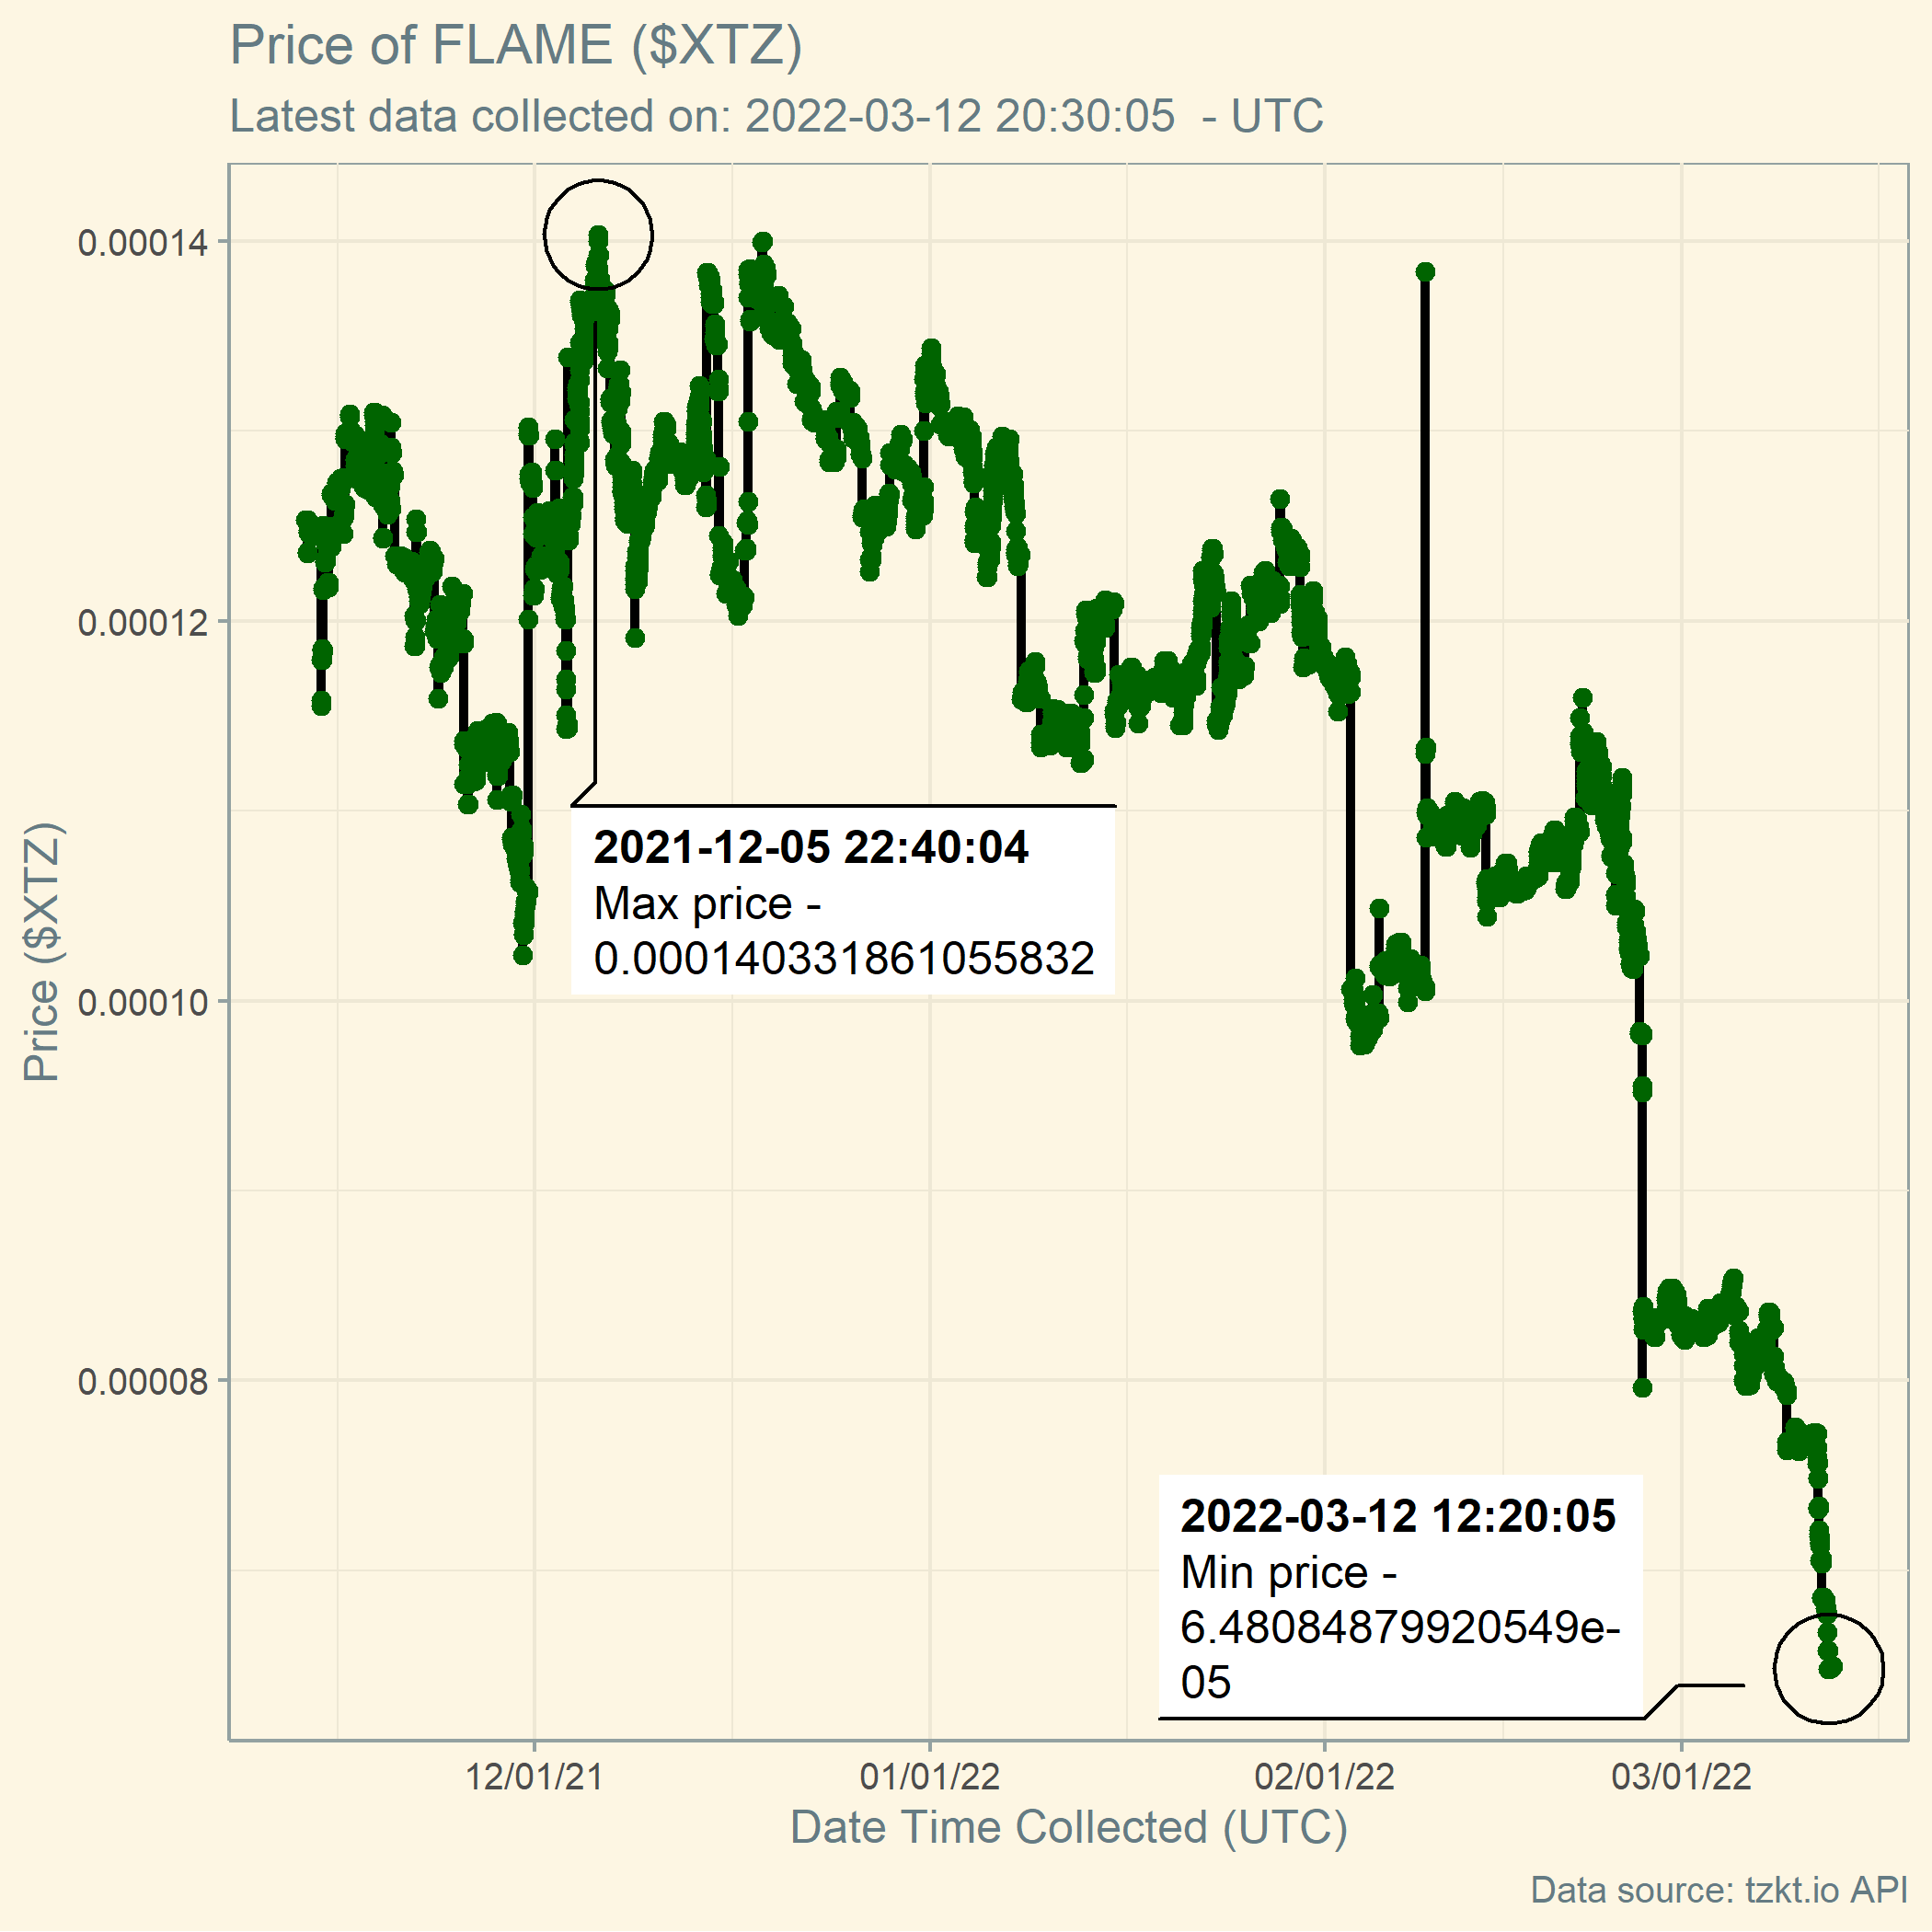 Price of FLAME ($XTZ)
Latest data collected on: 2022-03-12 20:30:05  - UTC
Price ($XTZ)
0.00014
0.00012
0.00010
0.00008
2021-12-05 22:40:04
Max price -
0.000140331861055832
2022-03-12 12:20:05
Min price -
6.48084879920549e-
05
12/01/21
01/01/22
02/01/22
03/01/22
Date Time Collected (UTC)
Data source: tzkt.io API